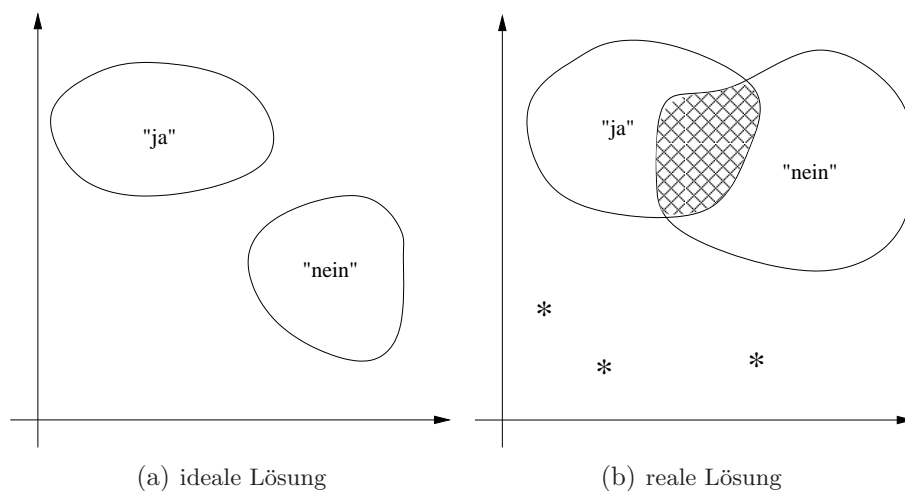 "ja"
"nein"
(a) ideale Lösung
"ja"
"nein"
*
*
*
(b) reale Lösung